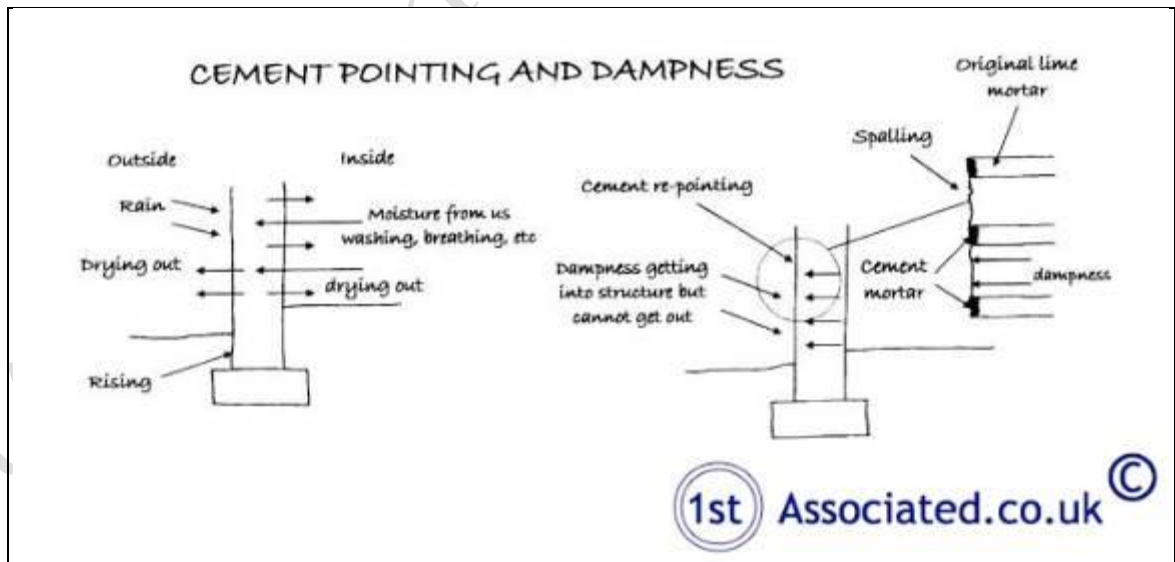 CEMENT POINTING AND DAMPNESS
Outside
Inside
Rain
Moisture from us
washing, breathing, etc
Drying out
drying out
Rising
Cement re-pointing
Dampness getting
into structure but
cannot get out
Original lime
mortar
Spalling
Cement
mortar
dampness
1st Associated.co.uk ©